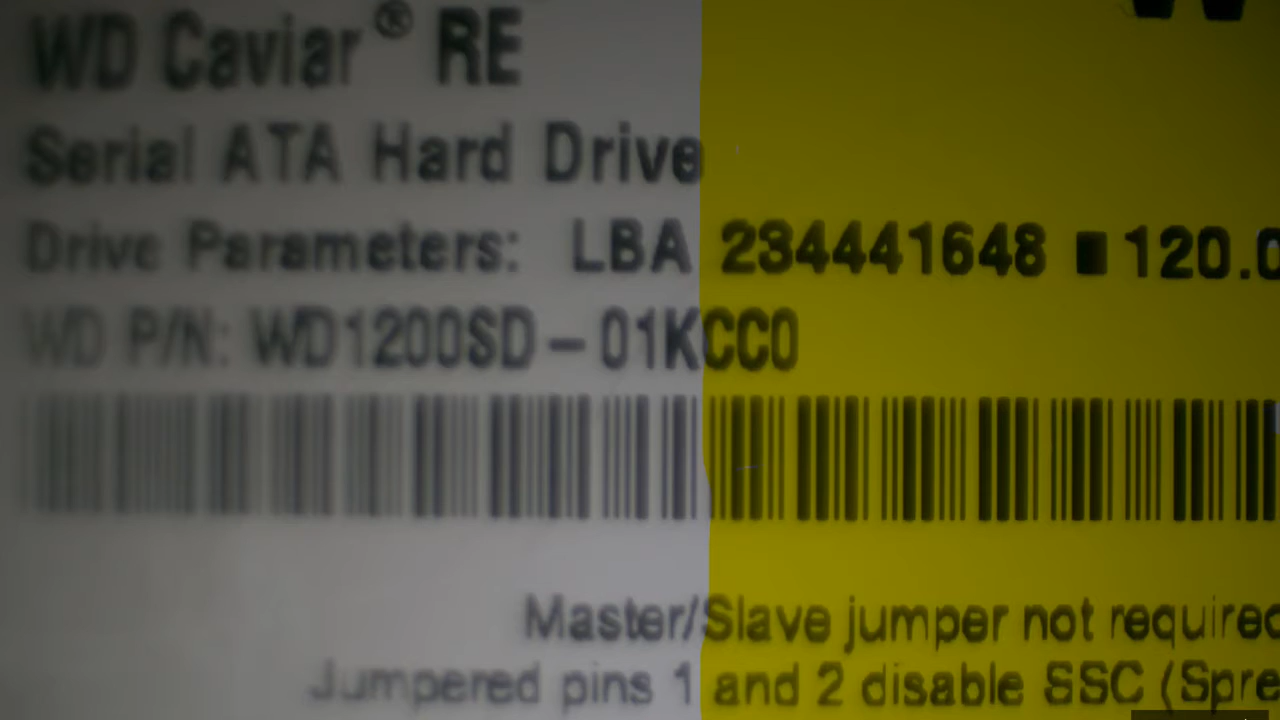 WD Caviar® RE
Serial ATA Hard Drive
Drive Parameters: LBA 234441648 ■ 120.0
WD P/N: WD1200SD – 01KCC0
Master/Slave jumper not required
Jumpered pins 1 and 2 disable SSC (Spre